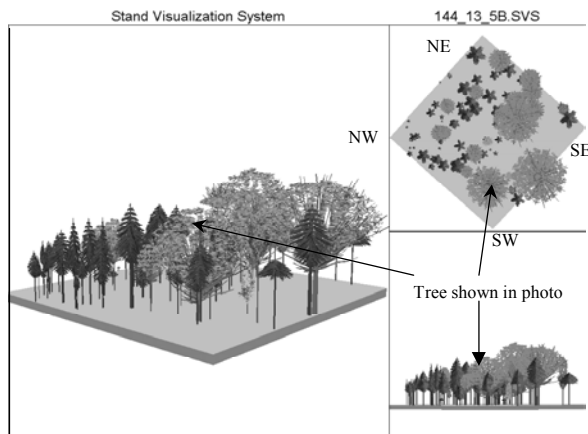 Stand Visualization System
144_13_5B.SVS
NE
NW
SE
SW
Tree shown in photo